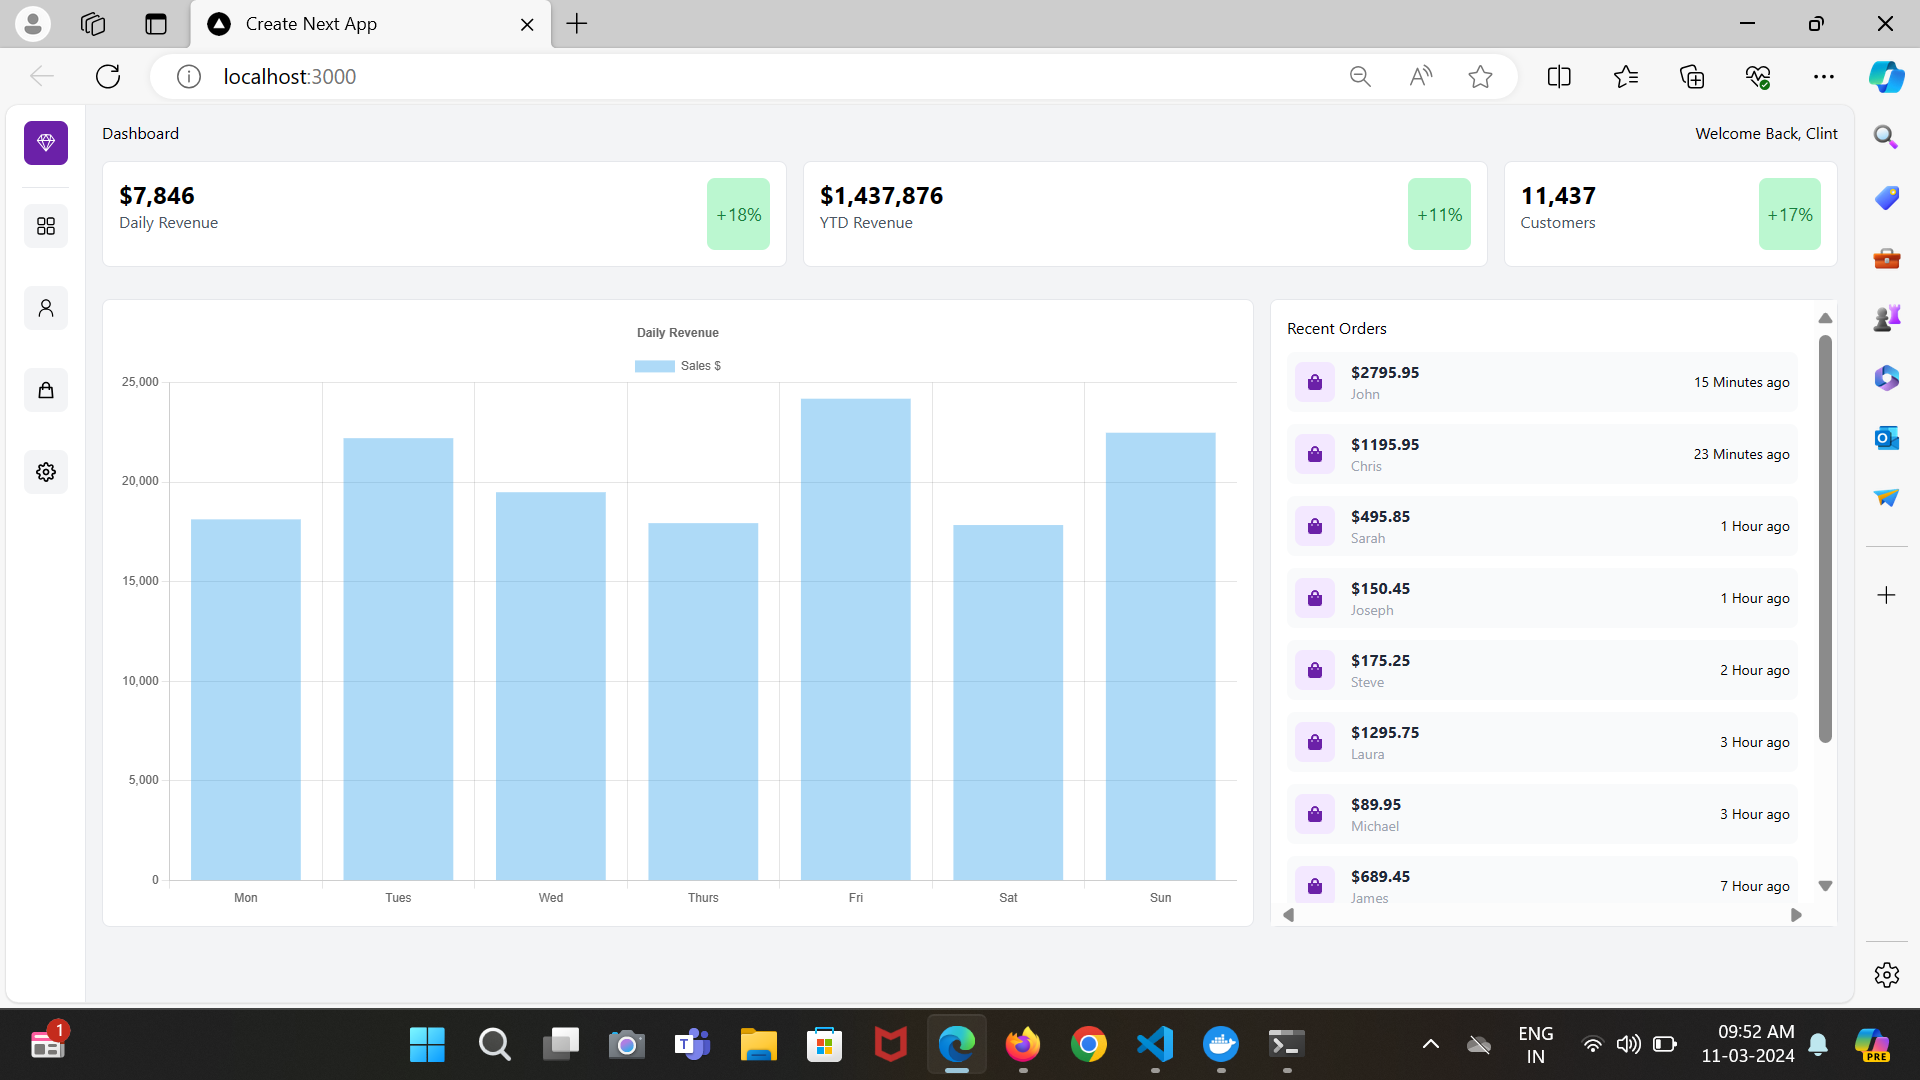 Create Next App
localhost:3000
Dashboard
Welcome Back, Clint
$7,846
Daily Revenue
+18%
$1,437,876
YTD Revenue
+11%
11,437
Customers
+17%
Daily Revenue
Sales $
25,000
20,000
15,000
10,000
5,000
0
Mon Tues Wed Thurs Fri Sat Sun
Recent Orders
$2795.95
John
15 Minutes ago
$1195.95
Chris
23 Minutes ago
$495.85
Sarah
1 Hour ago
$150.45
Joseph
1 Hour ago
$175.25
Steve
2 Hour ago
$1295.75
Laura
3 Hour ago
$89.95
Michael
3 Hour ago
$689.45
James
7 Hour ago
1
ENG
IN
09:52 AM
11-03-2024
PRE